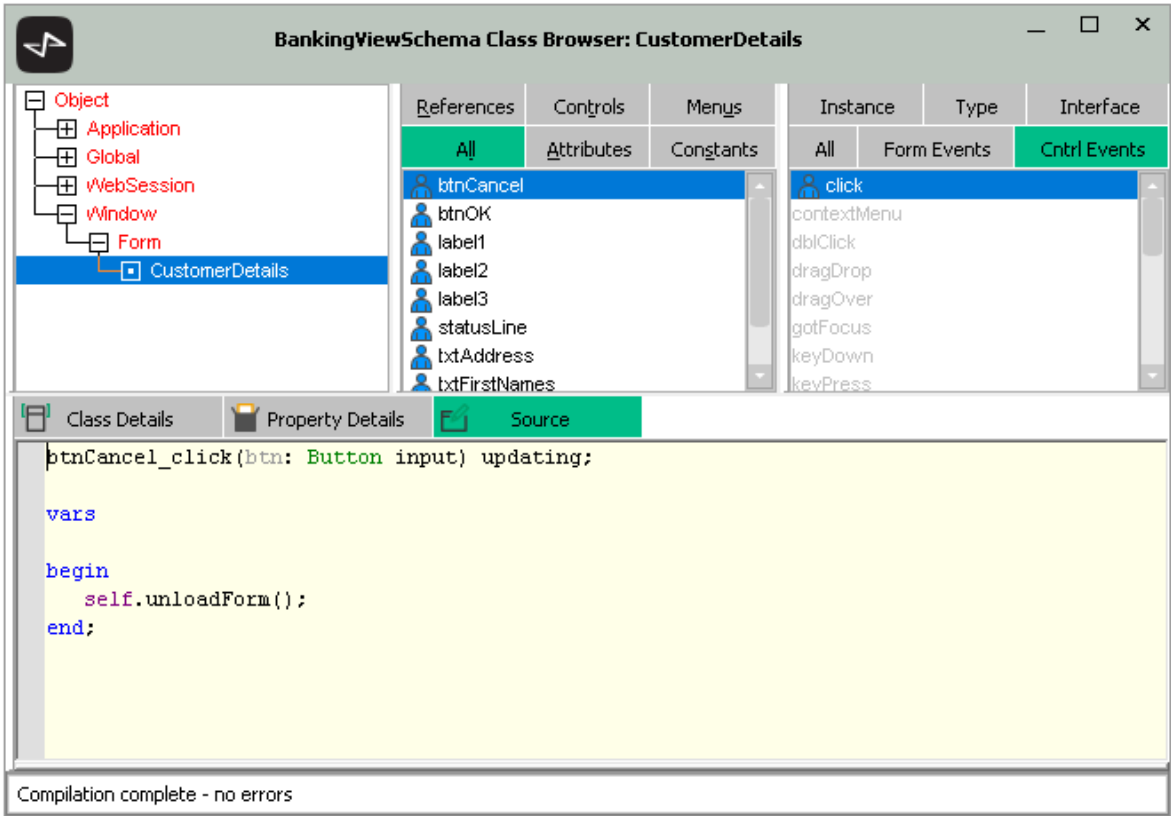 BankingViewSchema Class Browser: CustomerDetails
Object
Application
Global
WebSession
Window
Form
CustomerDetails
References Controls Menus
All Attributes Constants
btnCancel
btnOK
label1
label2
label3
statusLine
txtAddress
txtFirstNames
Instance Type Interface
All Form Events Cntrl Events
click
contextMenu
dblClick
dragDrop
dragOver
gotFocus
keyDown
keyPress
Class Details Property Details Source
btnCancel_click(btn: Button input) updating;
vars
begin
self.unloadForm();
end;
Compilation complete - no errors